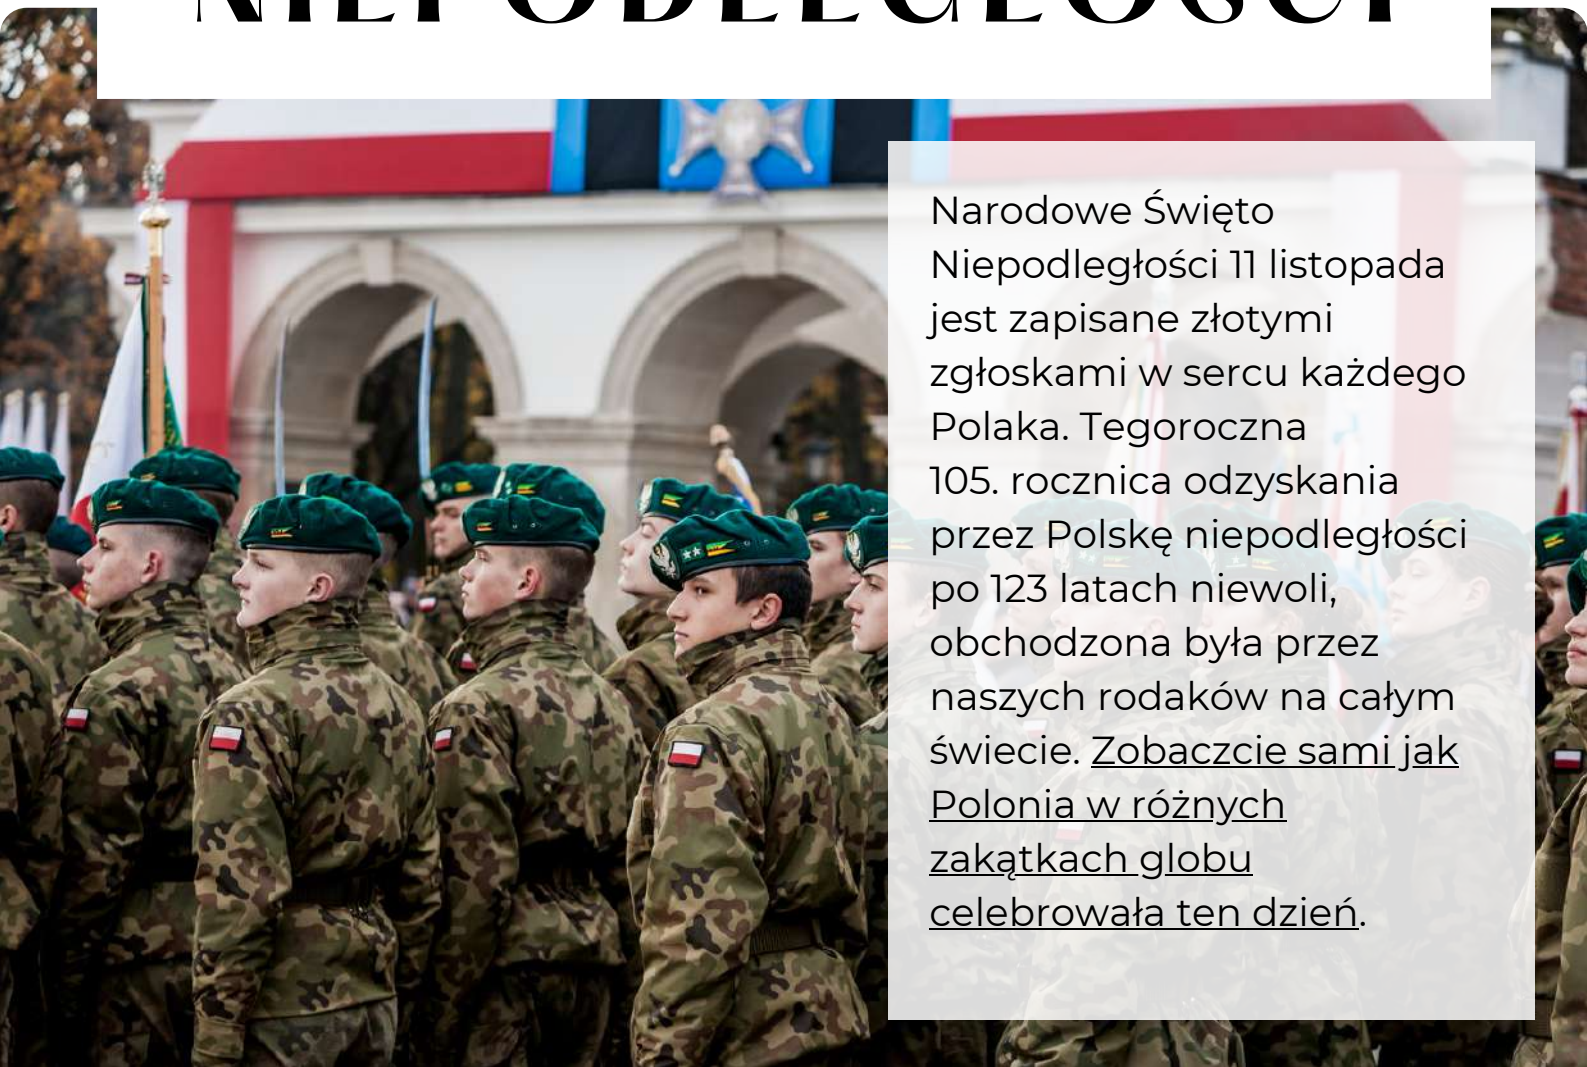 NIEPODLEGŁOŚCI
Narodowe Święto
Niepodległości 11 listopada
jest zapisane złotymi
zgłoskami w sercu każdego
Polaka. Tegoroczna
105. rocznica odzyskania
przez Polskę niepodległości
po 123 latach niewoli,
obchodzona była przez
naszych rodaków na całym
świecie. Zobaczcie sami jak
Polonia w różnych
zakątkach globu
celebrowała ten dzień.